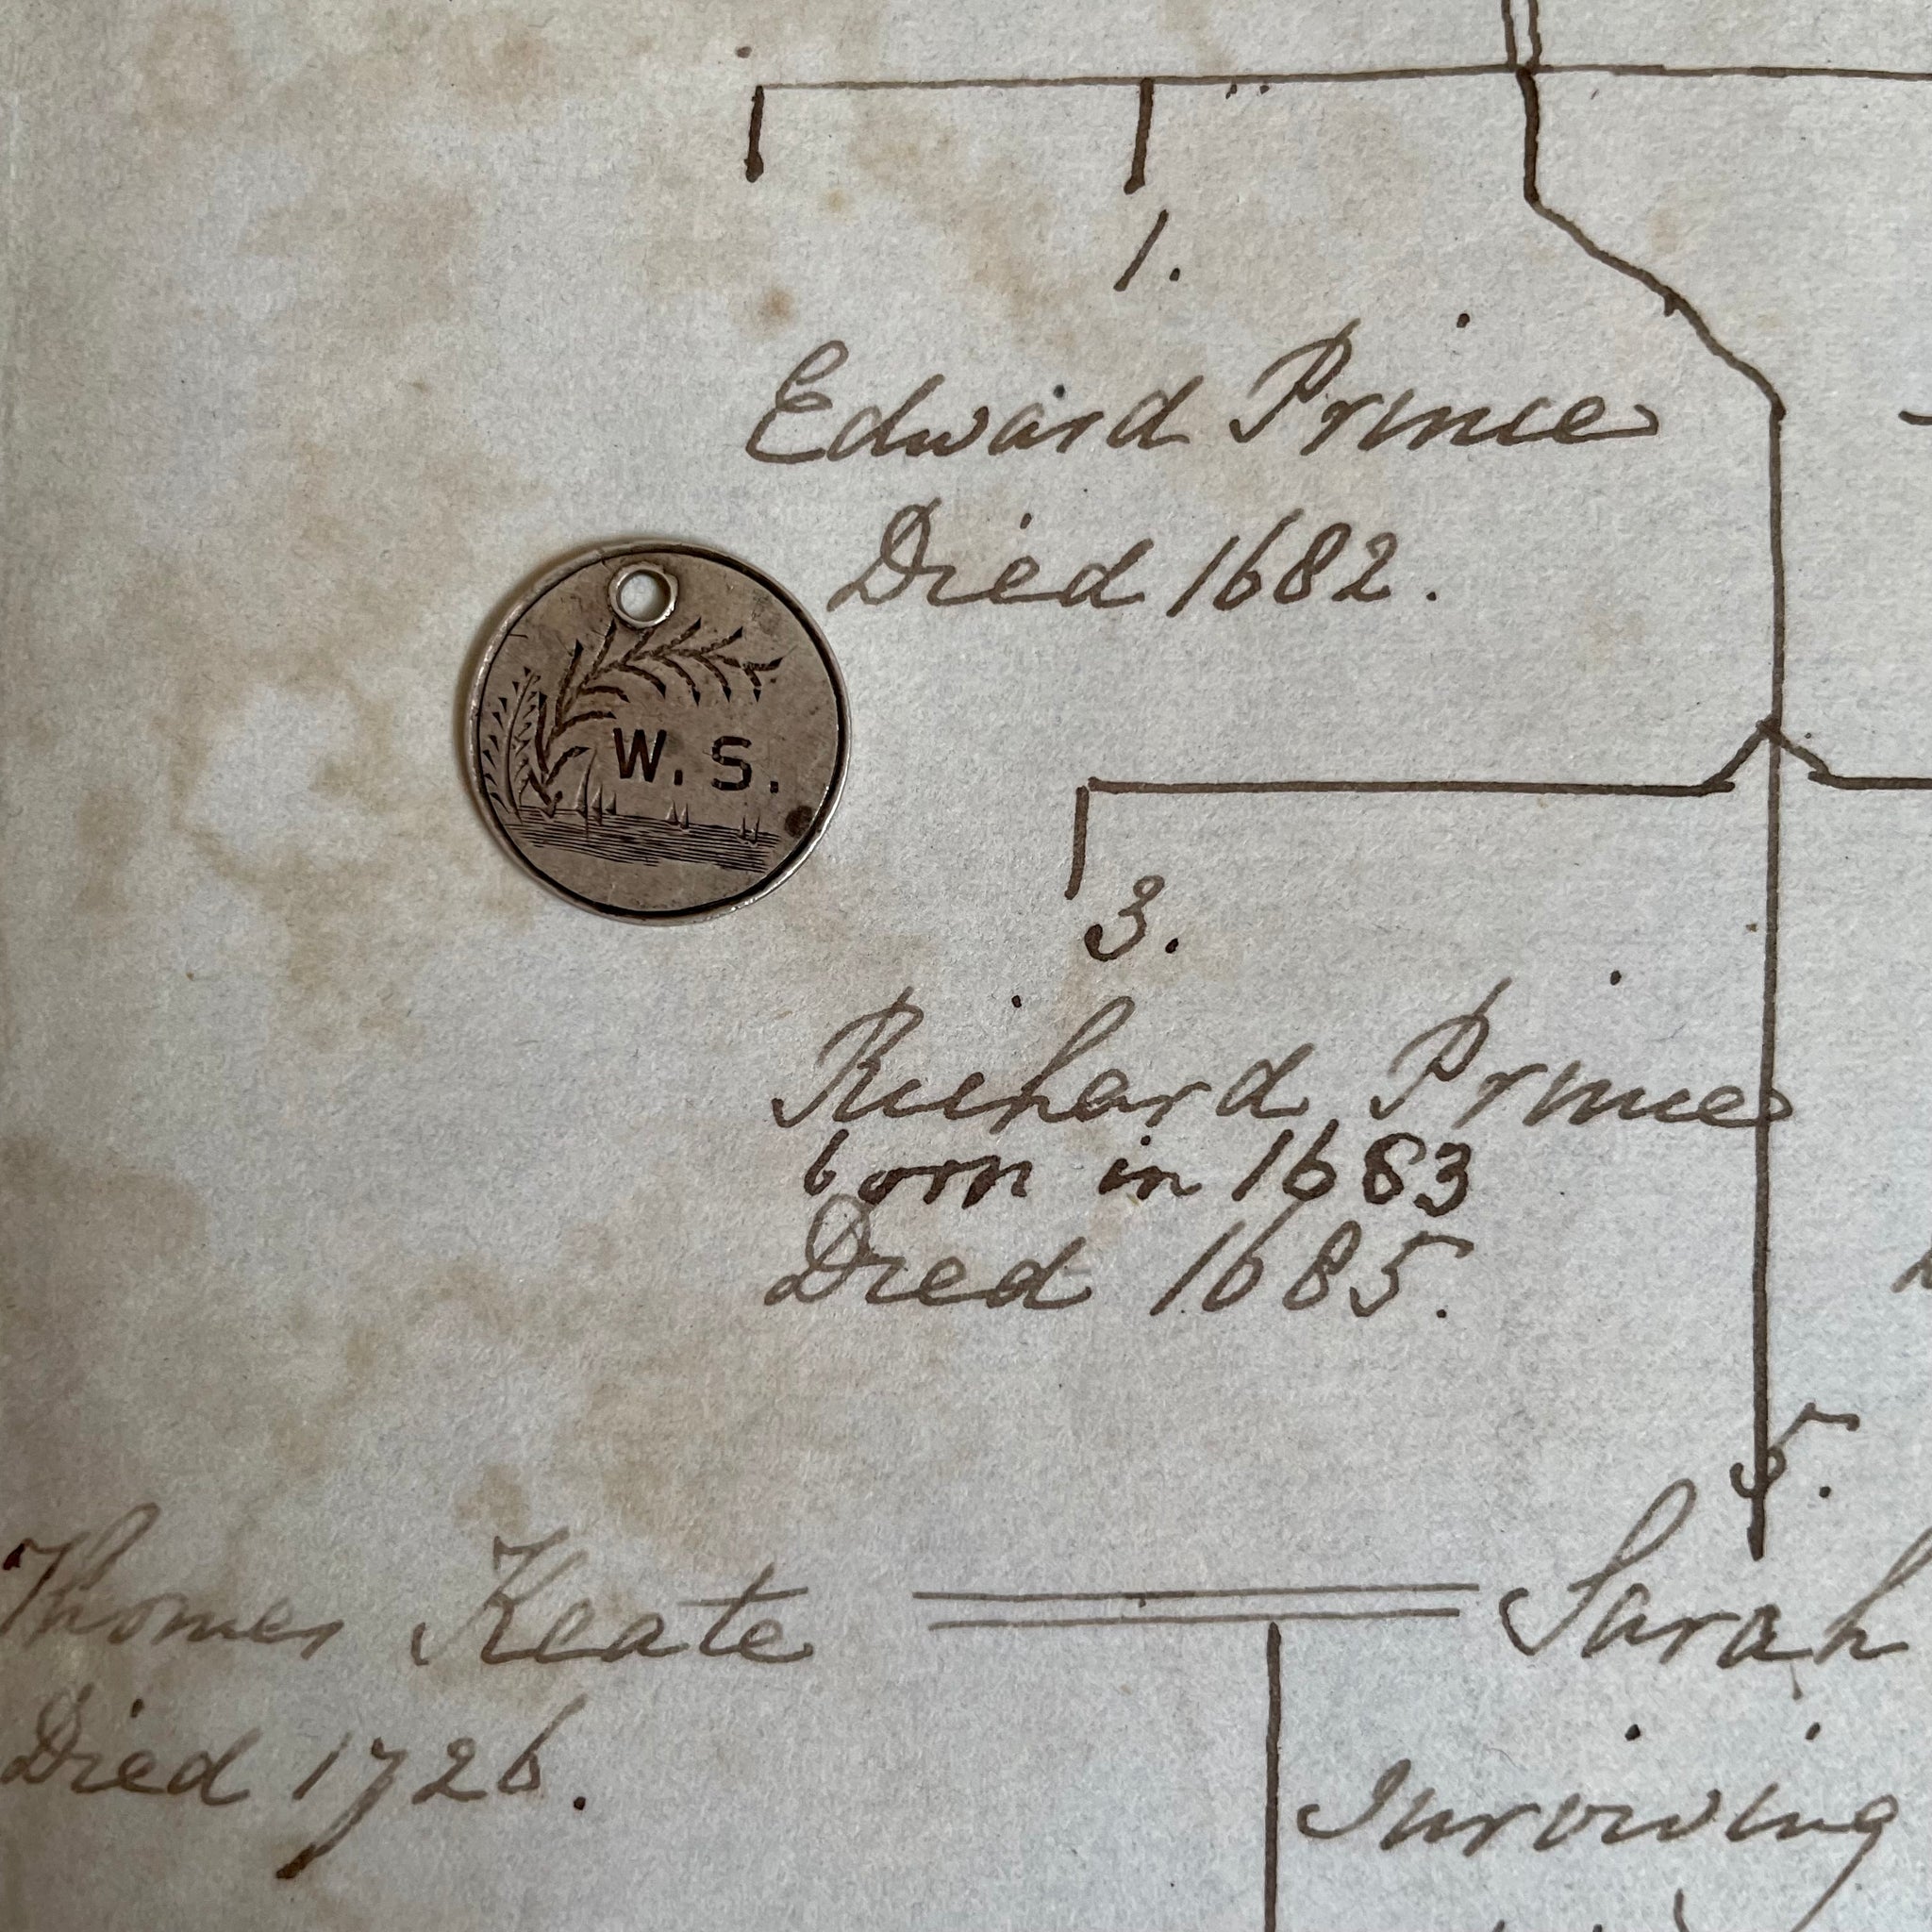 1.
Edward Prince
Died 1682.
W. S.
3.
Richard Prince
born in 1683
Died 1685.
5.
Thomas Keate
Sarah
Died 1726.
Surviving